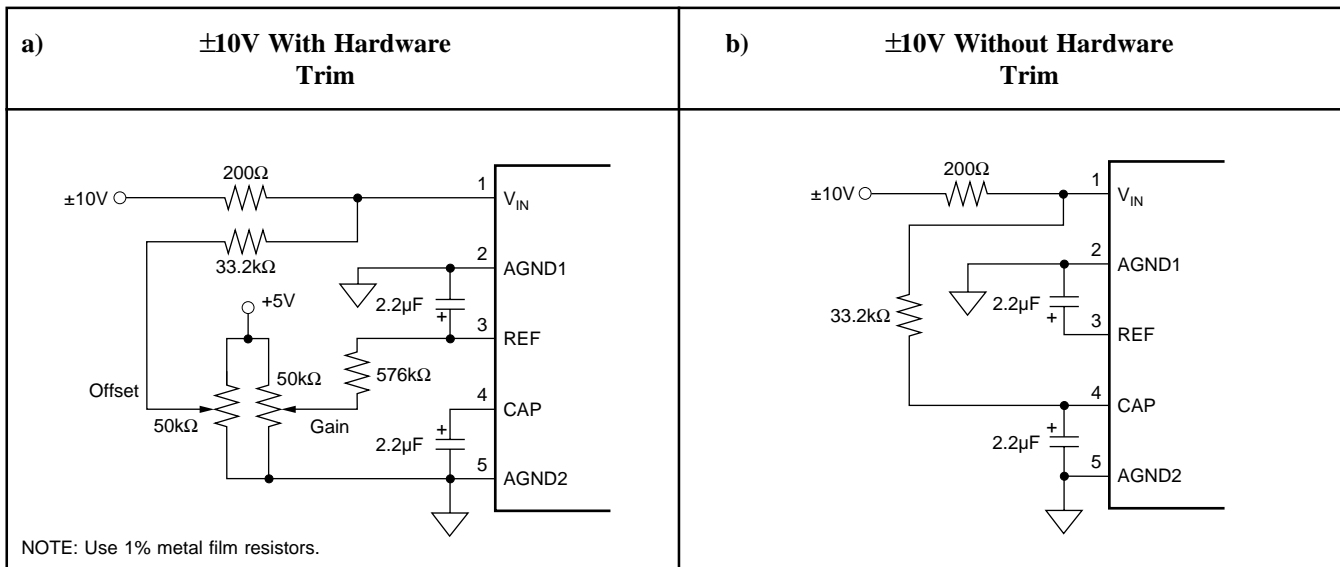 a)
±10V With Hardware
Trim
b)
±10V Without Hardware
Trim
200Ω
±10V
33.2kΩ
+5V
Offset
50kΩ
50kΩ
Gain
576kΩ
2.2µF
+
+
2.2µF
1
V_IN
2
AGND1
3
REF
4
CAP
5
AGND2
NOTE: Use 1% metal film resistors.
200Ω
±10V
33.2kΩ
2.2µF
+
+
2.2µF
1
V_IN
2
AGND1
3
REF
4
CAP
5
AGND2